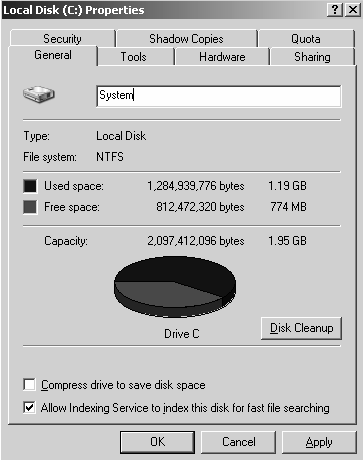 Local Disk (C:) Properties
Security Shadow Copies Quota
General Tools Hardware Sharing
System
Type: Local Disk
File system: NTFS
Used space: 1,284,939,776 bytes 1.19 GB
Free space: 812,472,320 bytes 774 MB
Capacity: 2,097,412,096 bytes 1.95 GB
Drive C
Disk Cleanup
Compress drive to save disk space
Allow Indexing Service to index this disk for fast file searching
OK Cancel Apply